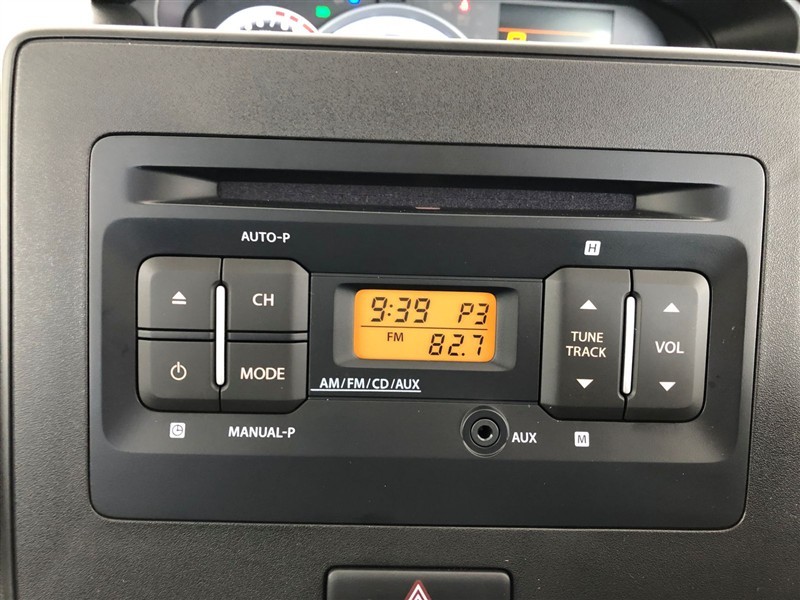 AUTO-P
H
CH
9:39 P3
FM 82.7
TUNE
TRACK
VOL
MODE
AM/FM/CD/AUX
MANUAL-P
AUX
M